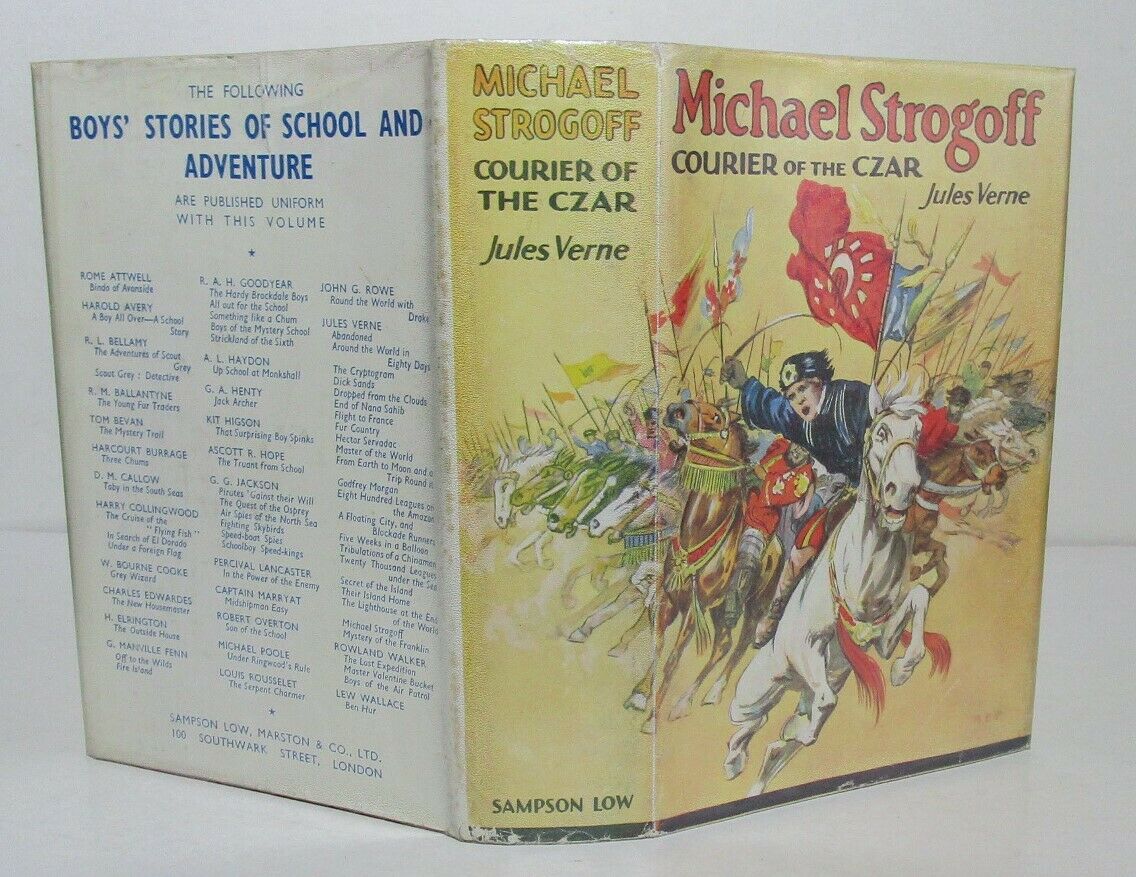 THE FOLLOWING
BOYS' STORIES OF SCHOOL AND
ADVENTURE
ARE PUBLISHED UNIFORM
WITH THIS VOLUME
★
ROME ATTWELL
Binda of Avanside
HAROLD AVERY
A Boy All Over—A School
Story
R. L. BELLAMY
The Adventures of Scout
Grey
Scout Grey : Detective
R. M. BALLANTYNE
The Young Fur Traders
TOM BEVAN
The Mystery Trail
HARCOURT BURRAGE
Three Chums
D. M. CALLOW
Toby in the South Seas
HARRY COLLINGWOOD
The Cruise of the
" Flying Fish "
In Search of El Dorado
Under a Foreign Flag
W. BOURNE COOKE
Grey Wizard
CHARLES EDWARDES
The New Housemaster
H. ELRINGTON
The Outside House
G. MANVILLE FENN
Off to the Wilds
Fire Island
R. A. H. GOODYEAR
The Hardy Brockdale Boys
All out for the School
Something like a Chum
Boys of the Mystery School
Strickland of the Sixth
A. L. HAYDON
Up School at Monkshall
G. A. HENTY
Jack Archer
KIT HIGSON
That Surprising Boy Spinks
ASCOTT R. HOPE
The Truant from School
G. G. JACKSON
Pirutes 'Gainst their Will
The Quest of the Osprey
Air Spies of the North Sea
Fighting Skybirds
Speed-boat Spies
Schoolboy Speed-kings
PERCIVAL LANCASTER
In the Power of the Enemy
CAPTAIN MARRYAT
Midshipman Easy
ROBERT OVERTON
Son of the School
MICHAEL POOLE
Under Ringwood's Rule
LOUIS ROUSSELET
The Serpent Charmer
JOHN G. ROWE
Round the World with
Drake
JULES VERNE
Abandoned
Around the World in
Eighty Days
The Cryptogram
Dick Sands
Dropped from the Clouds
End of Nana Sahib
Flight to France
Fur Country
Hector Servadac
Master of the World
From Earth to Moon and a
Trip Round it
Godfrey Morgan
Eight Hundred Leagues on
the Amazon
A Floating City, and
Blockade Runners
Five Weeks in a Balloon
Tribulations of a Chinaman
Twenty Thousand Leagues
under the Sea
Secret of the Island
Their Island Home
The Lighthouse at the End
of the World
Michael Strogoff
Mystery of the Franklin
ROWLAND WALKER
The Lost Expedition
Master Valentine Bucket
Boys of the Air Patrol
LEW WALLACE
Ben Hur
★
SAMPSON LOW, MARSTON & CO., LTD.
100 SOUTHWARK STREET, LONDON
MICHAEL
STROGOFF
COURIER OF
THE CZAR
Jules Verne
SAMPSON LOW
Michael Strogoff
COURIER OF THE CZAR
Jules Verne